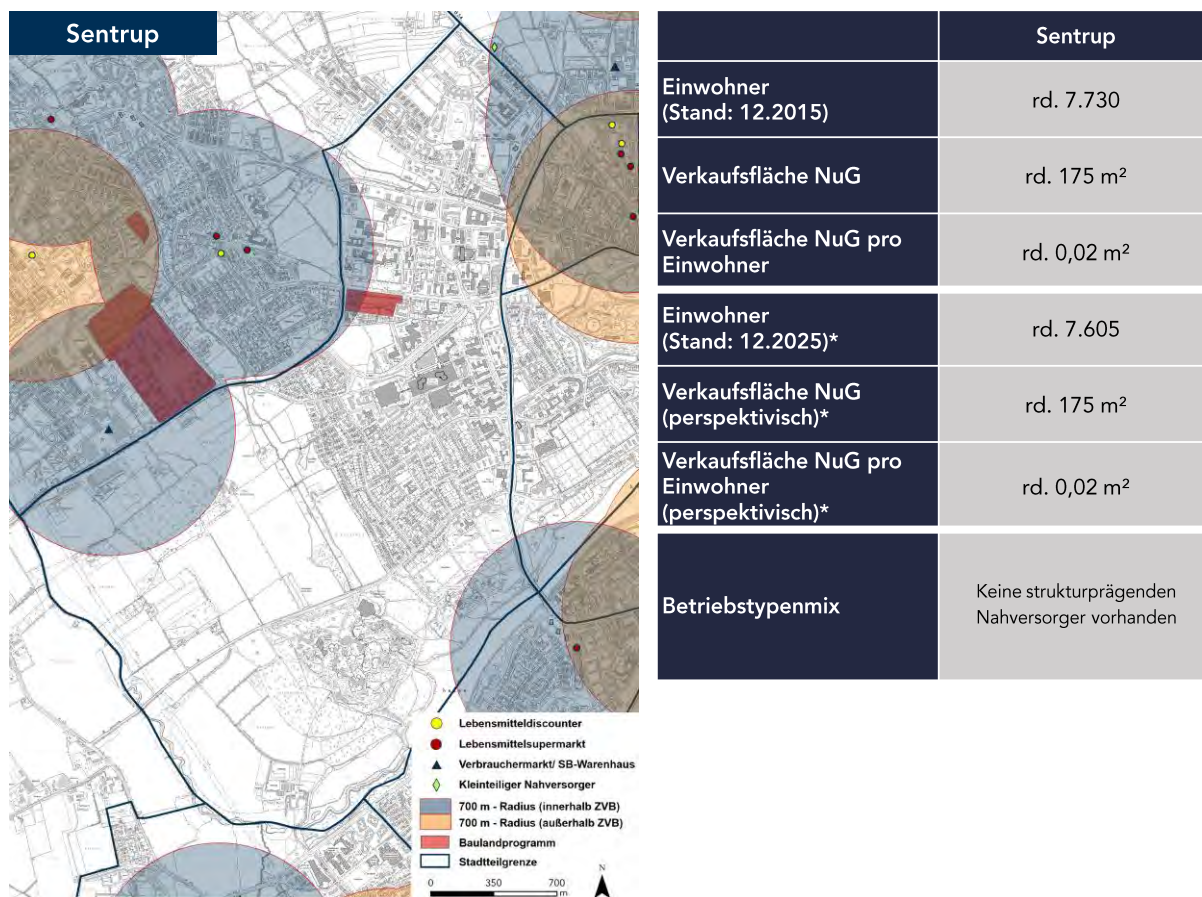 Sentrup
Lebensmitteldiscounter
Lebensmittelsupermarkt
Verbrauchermarkt/ SB-Warenhaus
Kleinteiliger Nahversorger
700 m - Radius (innerhalb ZVB)
700 m - Radius (außerhalb ZVB)
Baulandprogramm
Stadtteilgrenze
0 350 700
m
N
Sentrup
Einwohner
(Stand: 12.2015)
rd. 7.730
Verkaufsfläche NuG
rd. 175 m²
Verkaufsfläche NuG pro
Einwohner
rd. 0,02 m²
Einwohner
(Stand: 12.2025)*
rd. 7.605
Verkaufsfläche NuG
(perspektivisch)*
rd. 175 m²
Verkaufsfläche NuG pro
Einwohner
(perspektivisch)*
rd. 0,02 m²
Betriebstypenmix
Keine strukturprägenden
Nahversorger vorhanden